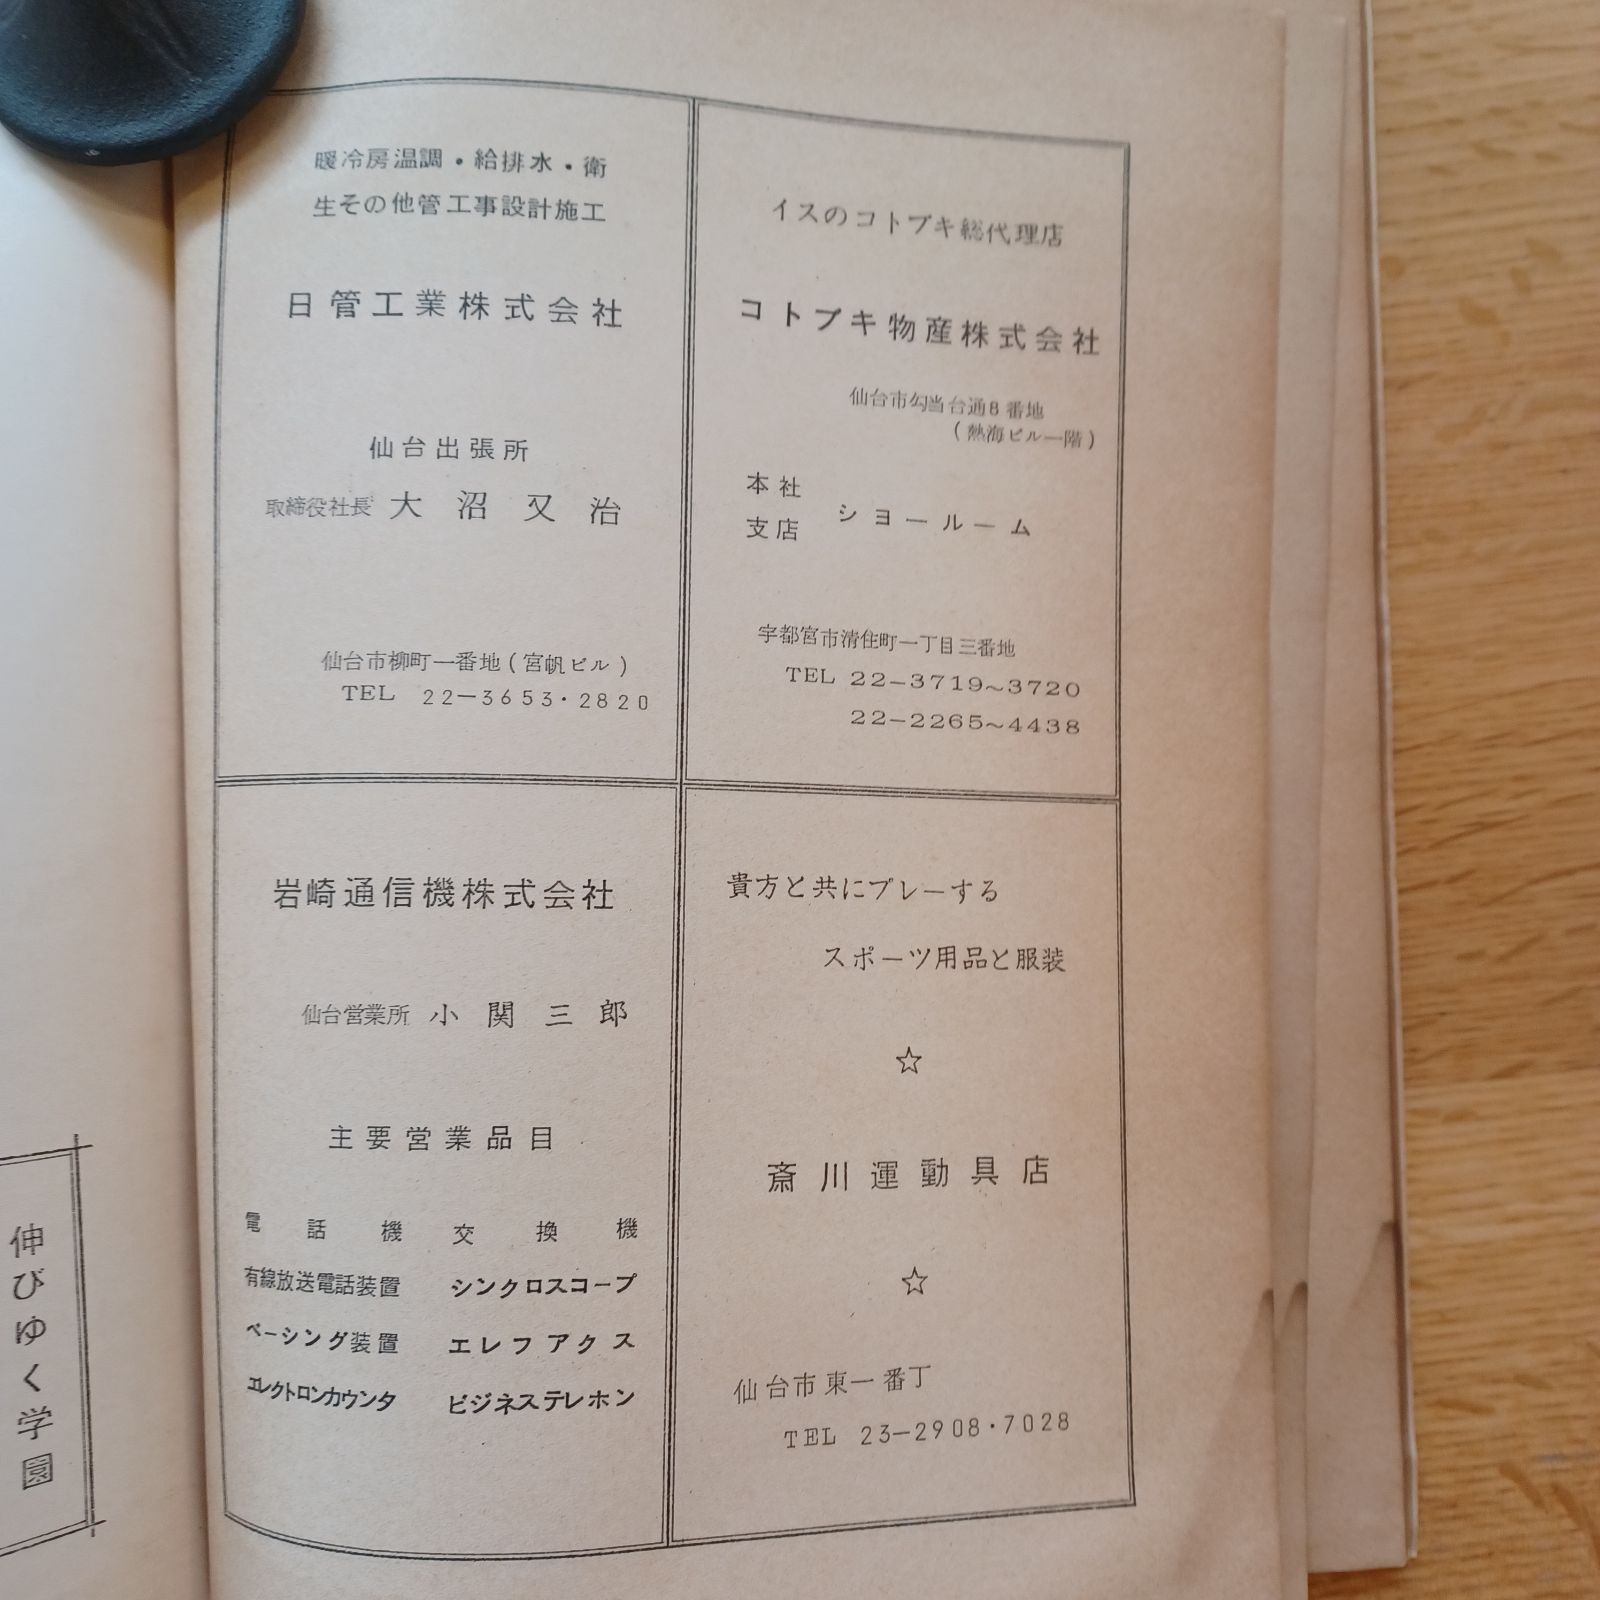 暖冷房温調・給排水・衛
生その他管工事設計施工
日管工業株式会社
仙台出張所
取締役社長 大沼又治
仙台市柳町一番地(宮帆ビル)
TEL 22—3653・2820
イスのコトブキ総代理店
コトブキ物産株式会社
仙台市勾当台通8番地
(熱海ビル一階)
本社
支店 ショールーム
宇都宮市清住町一丁目三番地
TEL 22—3719~3720
22—2265~4438
岩崎通信機株式会社
仙台営業所 小関三郎
主要営業品目
電話機 交換機
有線放送電話装置 シンクロスコープ
ペーシング装置 エレフアクス
エレクトロンカウンタ ビジネステレホン
貴方と共にプレーする
スポーツ用品と服装
☆
斎川運動具店
☆
仙台市東一番丁
TEL 23—2908・7028
伸びゆく学園